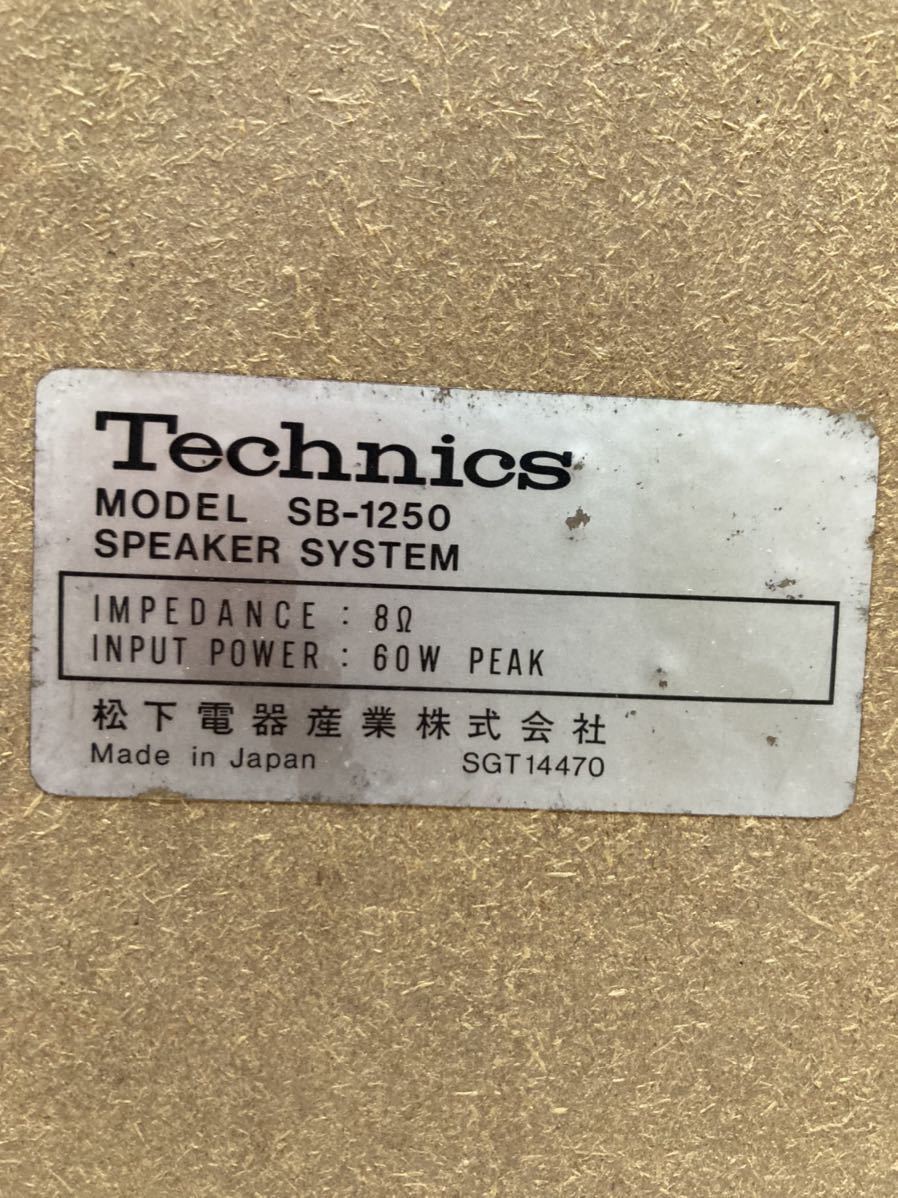 Technics
MODEL SB-1250
SPEAKER SYSTEM
IMPEDANCE : 8Ω
INPUT POWER : 60W PEAK
松下電器産業株式会社
Made in Japan SGT14470